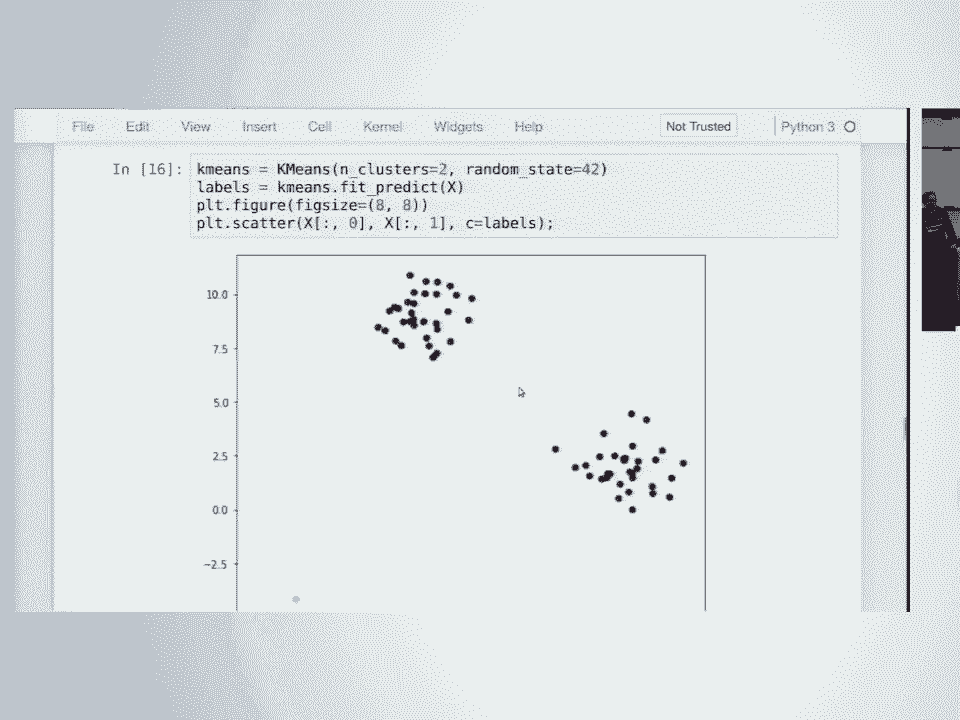 File Edit View Insert Cell Kernel Widgets Help Not Trusted Python 3
In [16]: kmeans = KMeans(n_clusters=2, random_state=42)
labels = kmeans.fit_predict(X)
plt.figure(figsize=(8, 8))
plt.scatter(X[:, 0], X[:, 1], c=labels);
10.0
7.5
5.0
2.5
0.0
−2.5